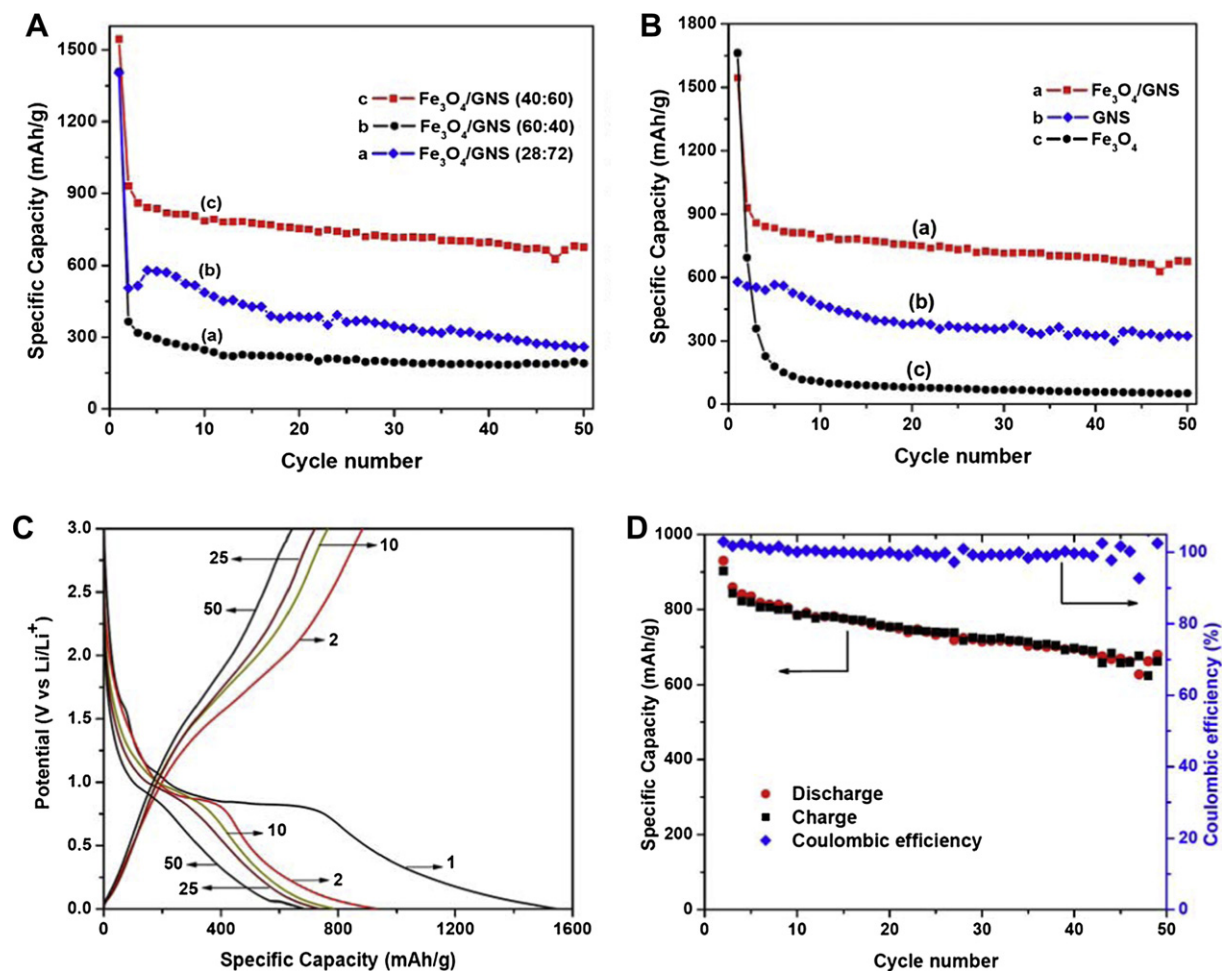 A
1500
1200
900
600
300
0
0
10
20
30
40
50
Specific Capacity (mAh/g)
Cycle number
c Fe₃O₄/GNS (40:60)
b Fe₃O₄/GNS (60:40)
a Fe₃O₄/GNS (28:72)
(c)
(b)
(a)
B
1800
1500
1200
900
600
300
0
0
10
20
30
40
50
Specific Capacity (mAh/g)
Cycle number
a Fe₃O₄/GNS
b GNS
c Fe₃O₄
(a)
(b)
(c)
C
3.0
2.5
2.0
1.5
1.0
0.5
0.0
0
400
800
1200
1600
Potential (V vs Li/Li⁺)
Specific Capacity (mAh/g)
25
10
50
2
10
50
25
2
1
D
1000
800
600
400
200
0
0
10
20
30
40
50
100
80
60
40
20
0
Specific Capacity (mAh/g)
Coulombic efficiency (%)
Cycle number
Discharge
Charge
Coulombic efficiency